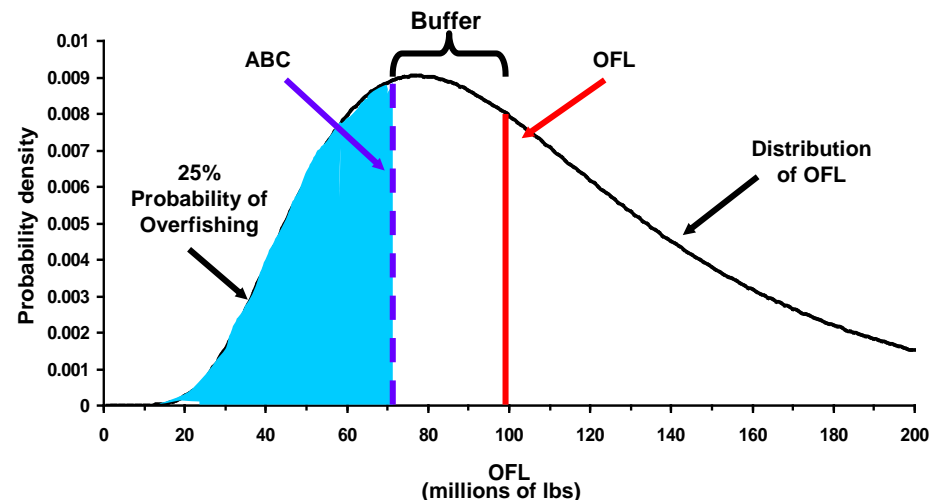 Buffer
ABC
OFL
25%
Probability of
Overfishing
Distribution
of OFL
Probability density
0.01
0.009
0.008
0.007
0.006
0.005
0.004
0.003
0.002
0.001
0
0 20 40 60 80 100 120 140 160 180 200
OFL
(millions of lbs)